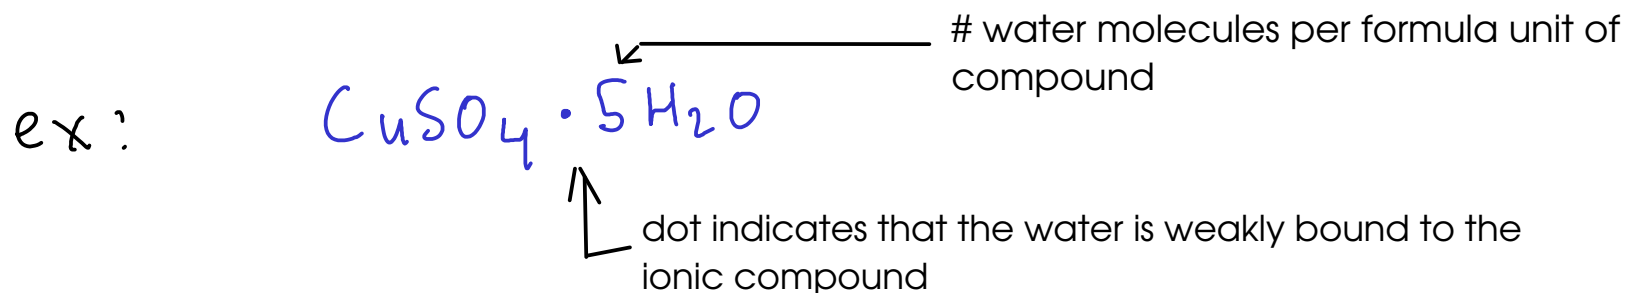 # water molecules per formula unit of
compound
ex: CuSO₄ · 5H₂O
dot indicates that the water is weakly bound to the
ionic compound